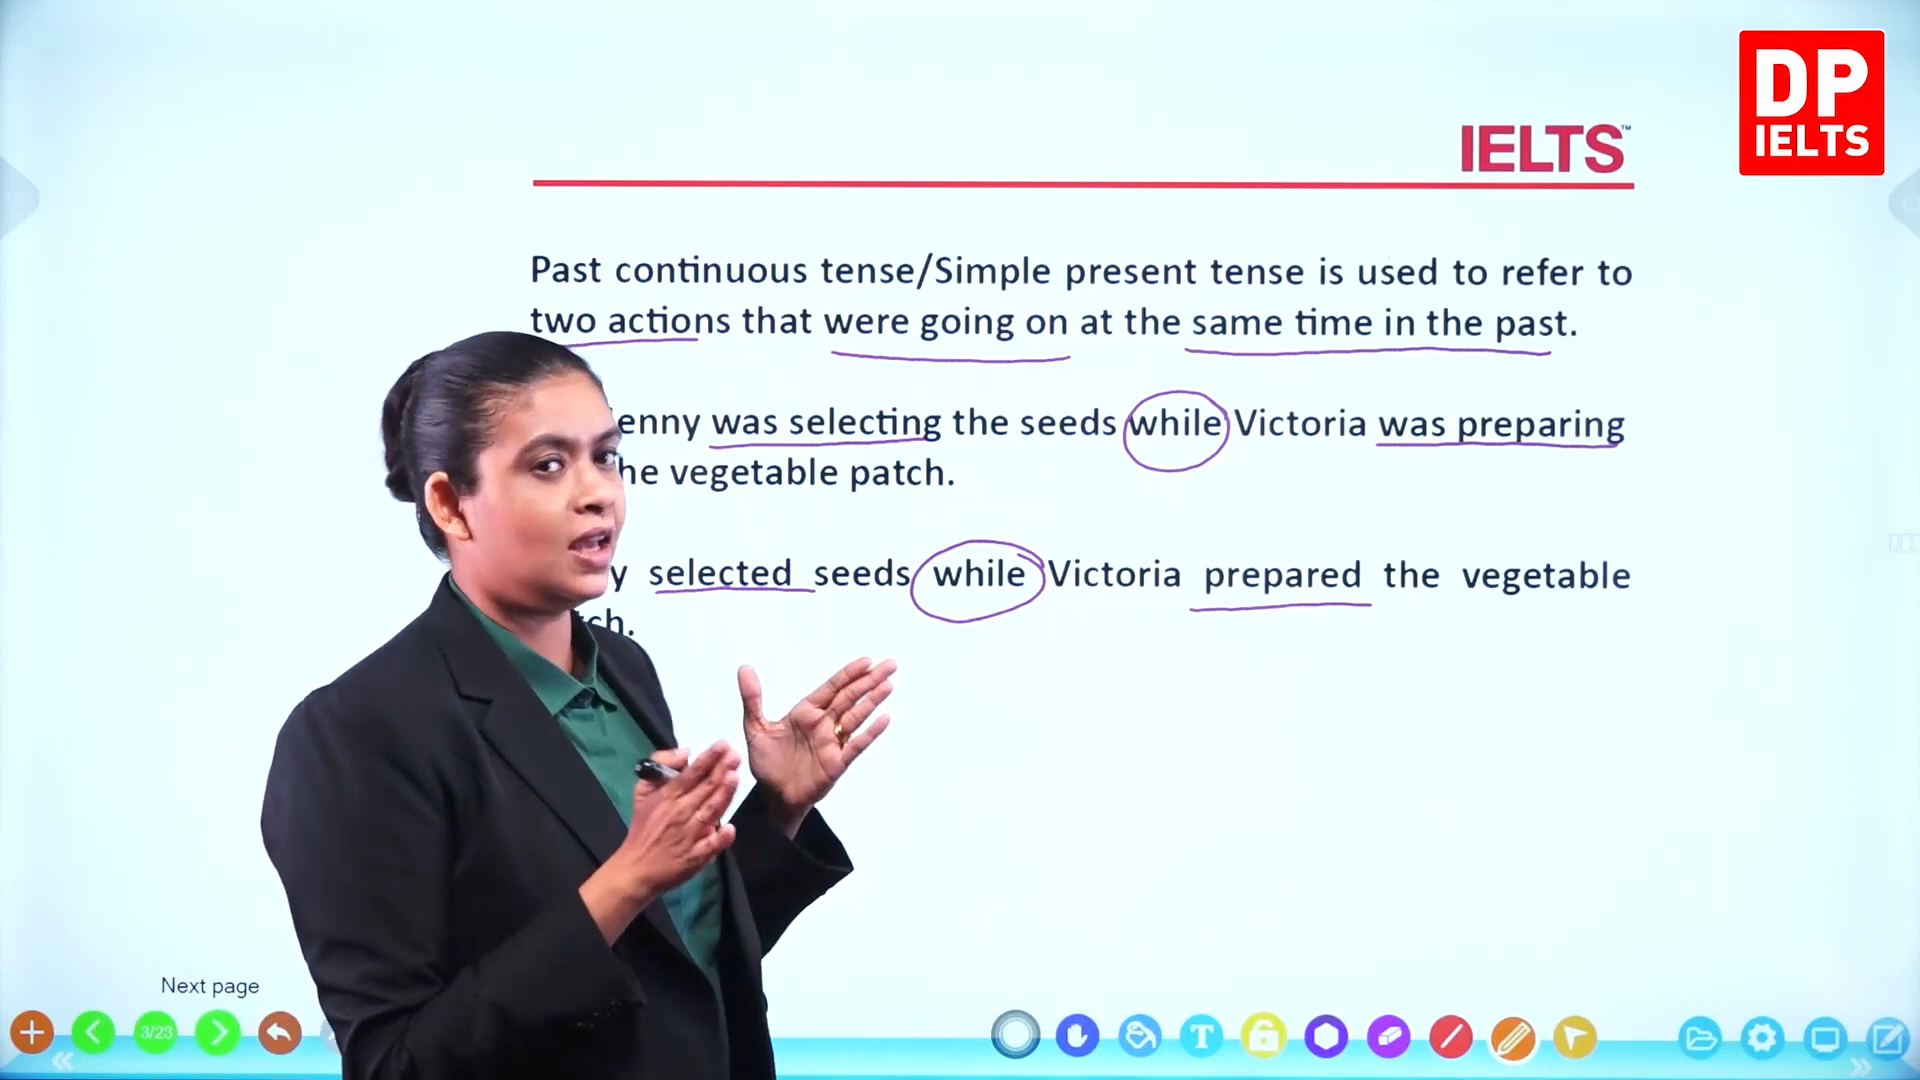 DP
IELTS
IELTS™
Past continuous tense/Simple present tense is used to refer to
two actions that were going on at the same time in the past.
enny was selecting the seeds while Victoria was preparing
he vegetable patch.
y selected seeds while Victoria prepared the vegetable
ch.
Next page
3/23
T